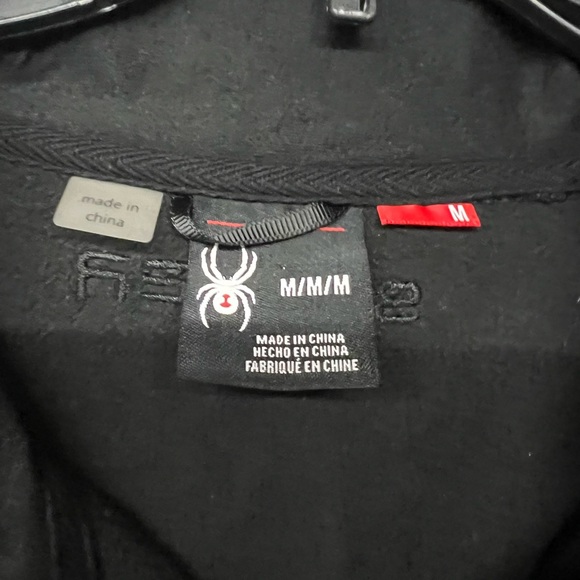 made in
china
M
M/M/M
MADE IN CHINA
HECHO EN CHINA
FABRIQUÉ EN CHINE